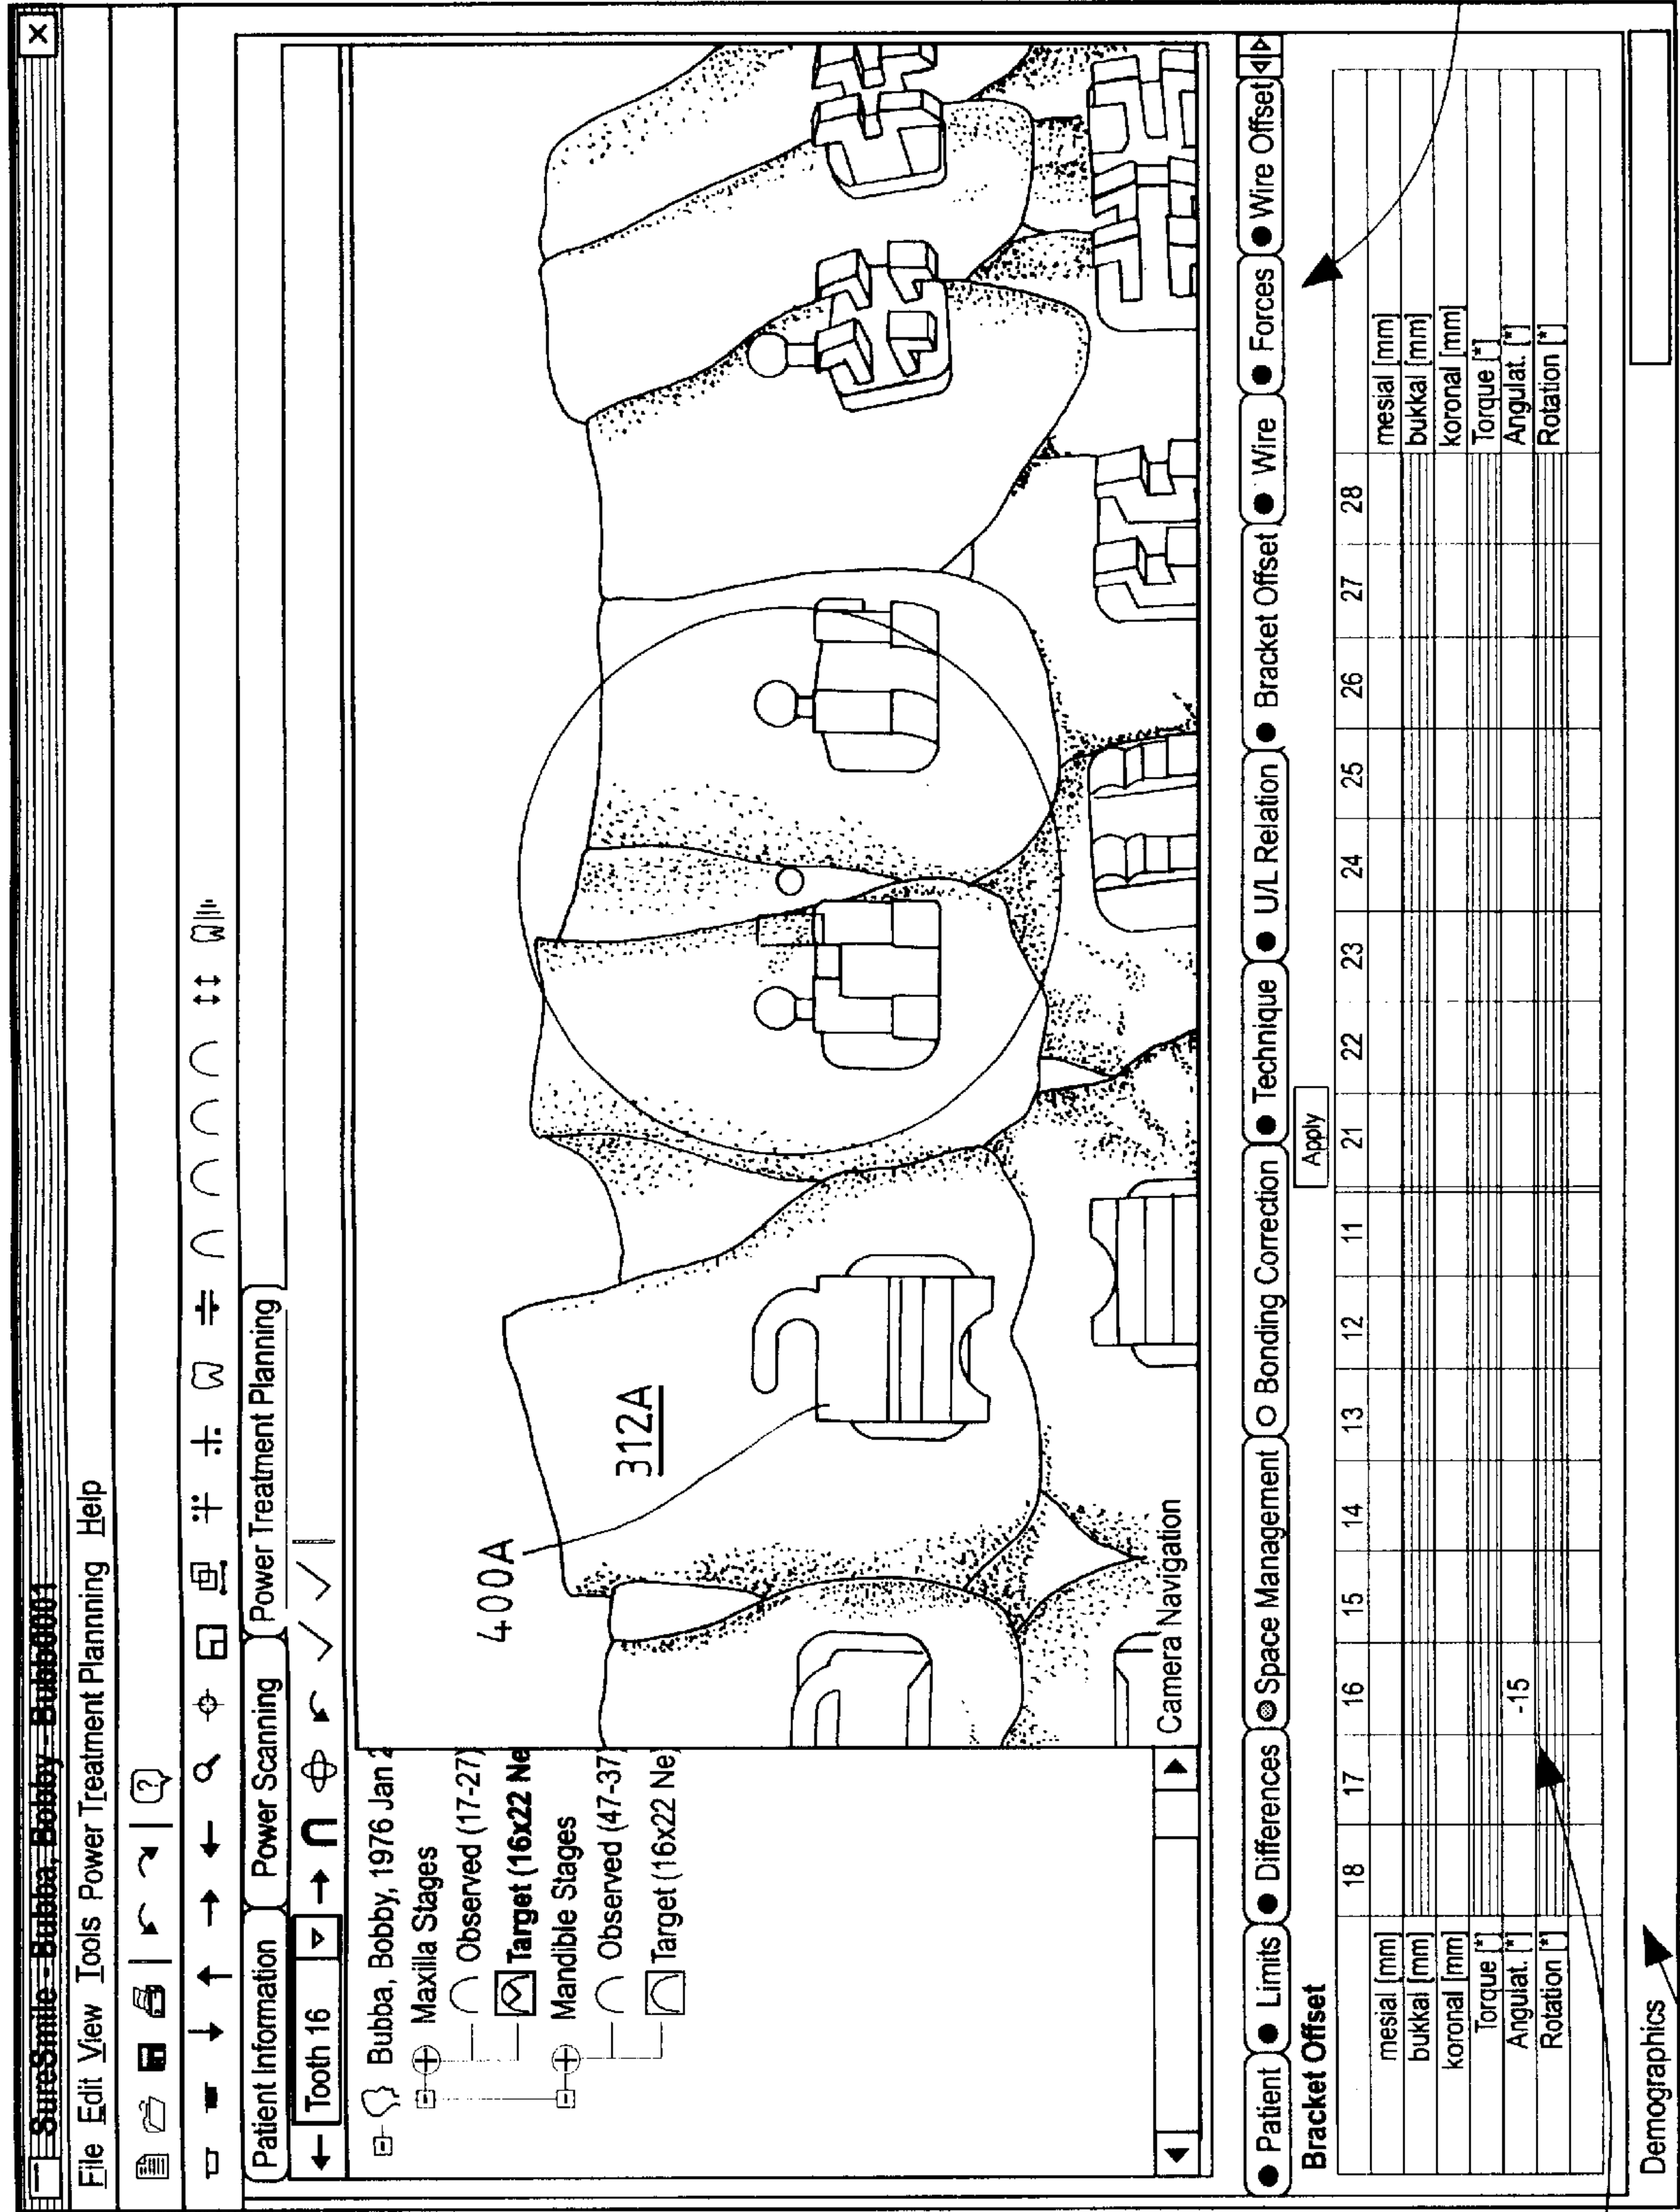 SureSmile - Bubba, Bobby - Bubb0001
File Edit View Tools Power Treatment Planning Help
Patient Information Power Scanning Power Treatment Planning
Tooth 16
Bubba, Bobby, 1976 Jan 2
Maxilla Stages
Observed (17-27)
Target (16x22 Ne
Mandible Stages
Observed (47-37
Target (16x22 Ne
400A
312A
Camera Navigation
Patient Limits Differences Space Management Bonding Correction Technique U/L Relation Bracket Offset Wire Forces Wire Offset
Bracket Offset
Apply
18 17 16 15 14 13 12 11 21 22 23 24 25 26 27 28
mesial [mm] mesial [mm]
bukkal [mm] bukkal [mm]
koronal [mm] koronal [mm]
Torque [*] Torque [*]
Angulat. [*] -15 Angulat. [*]
Rotation [*] Rotation [*]
Demographics